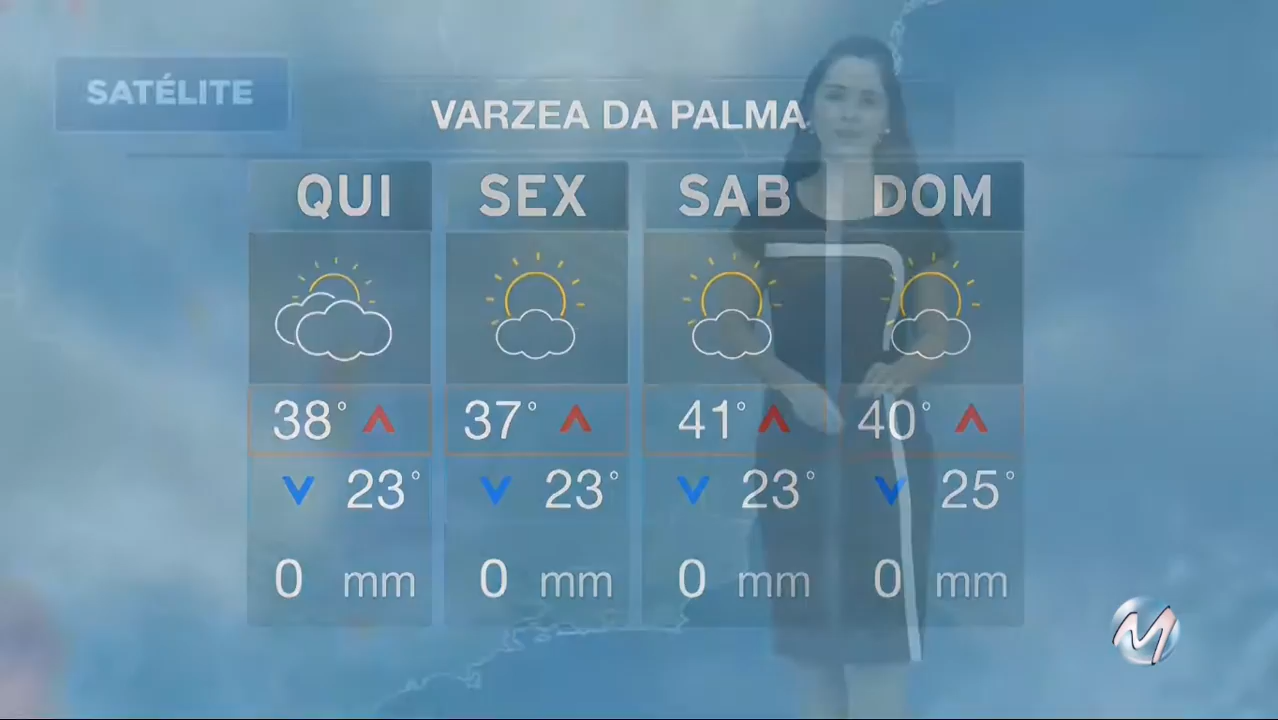 SATÉLITE
VARZEA DA PALMA
QUI SEX SAB DOM
38° 37° 41° 40°
23° 23° 23° 25°
0 mm 0 mm 0 mm 0 mm
M